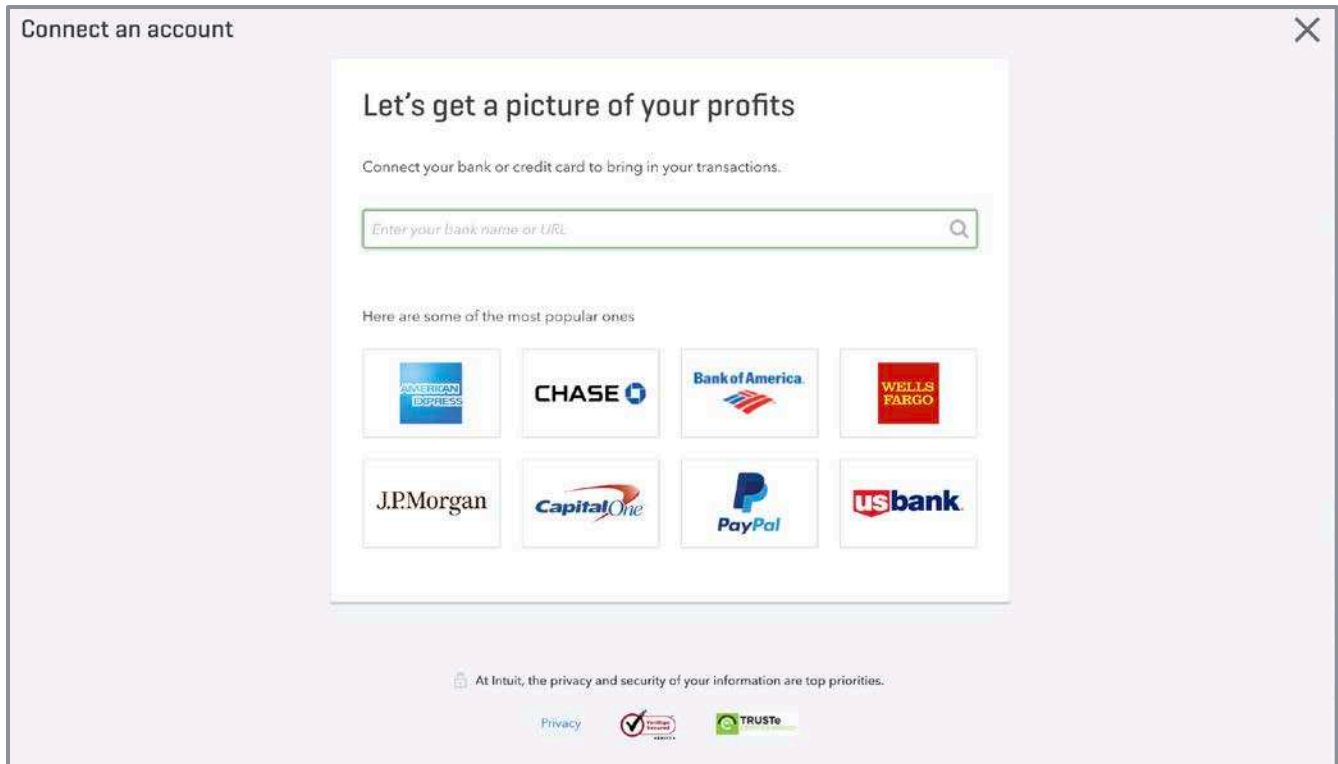 Connect an account
Let's get a picture of your profits
Connect your bank or credit card to bring in your transactions.
Enter your bank name or URL
Here are some of the most popular ones
AMERICAN
EXPRESS
CHASE
Bank of America
WELLS
FARGO
J.P.Morgan
CapitalOne
PayPal
usbank
At Intuit, the privacy and security of your information are top priorities.
Privacy
TRUSTe